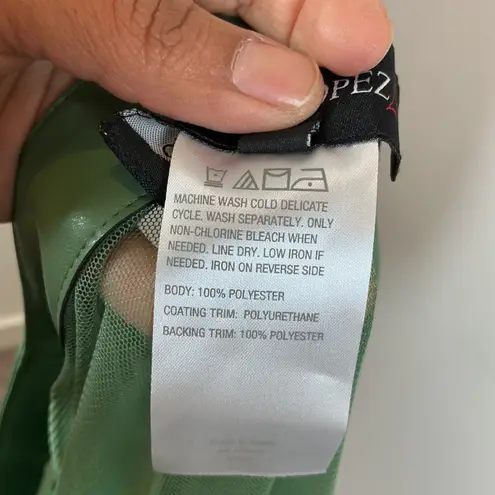 OPEZ
MACHINE WASH COLD DELICATE
CYCLE. WASH SEPARATELY. ONLY
NON-CHLORINE BLEACH WHEN
NEEDED. LINE DRY. LOW IRON IF
NEEDED. IRON ON REVERSE SIDE
BODY: 100% POLYESTER
COATING TRIM: POLYURETHANE
BACKING TRIM: 100% POLYESTER